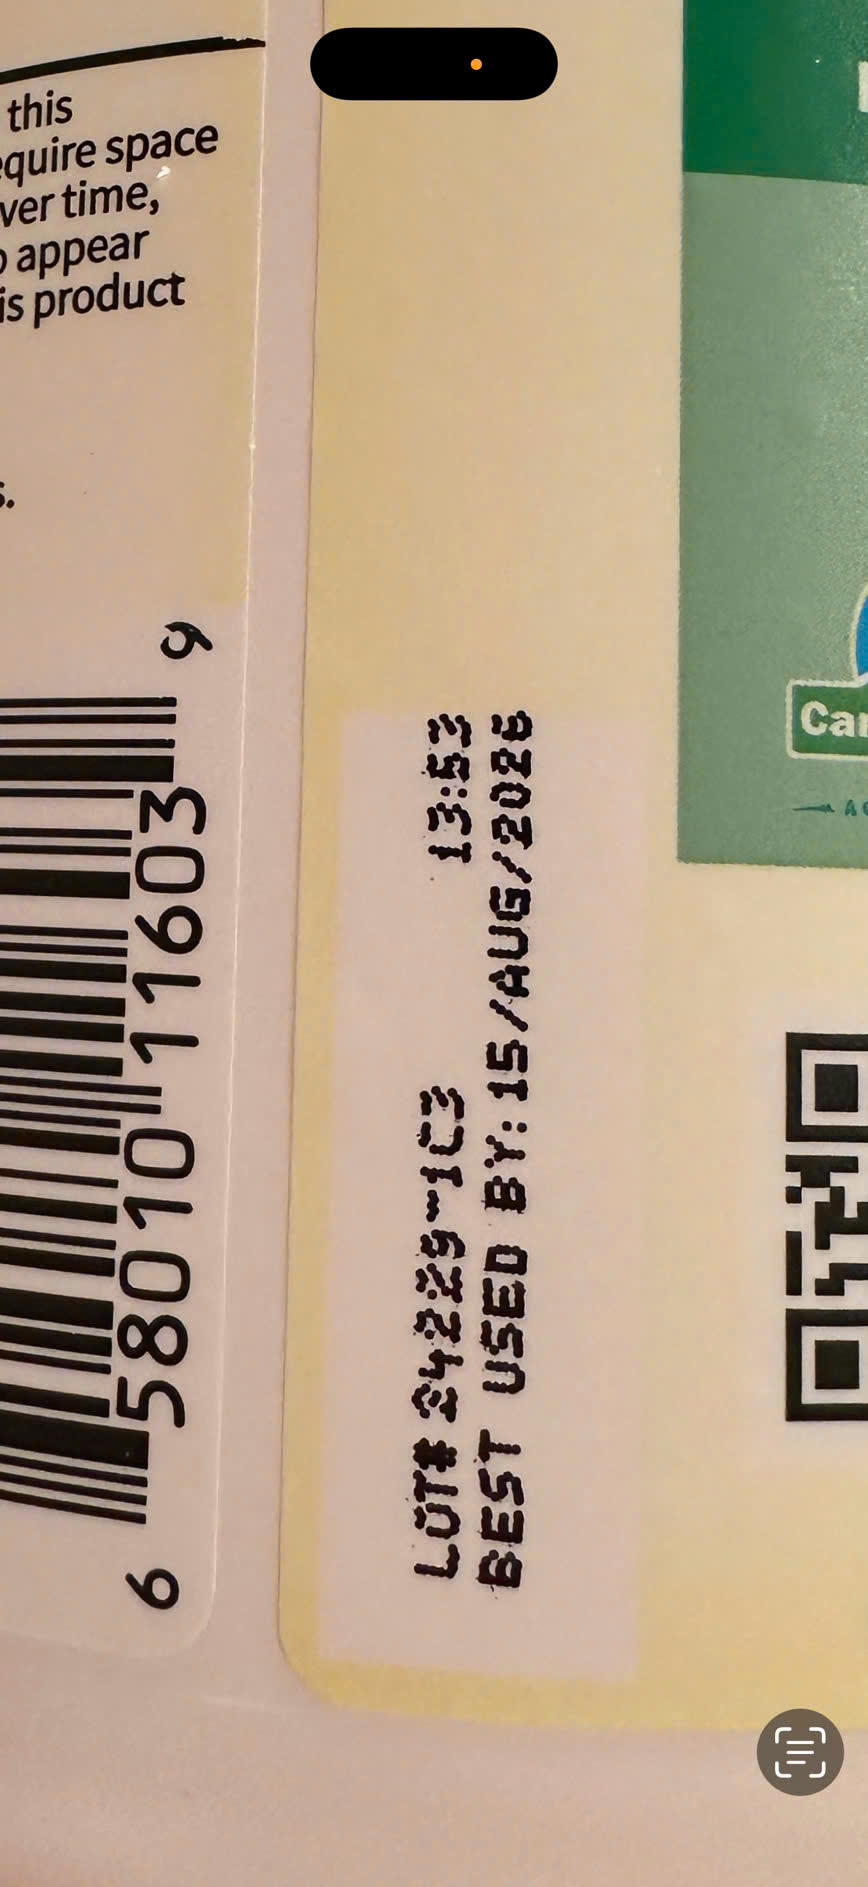 this
equire space
ver time,
o appear
is product
s.
6 58010 11603 9
LOT# 24229-1C3 13:53
BEST USED BY: 15/AUG/2026
Car